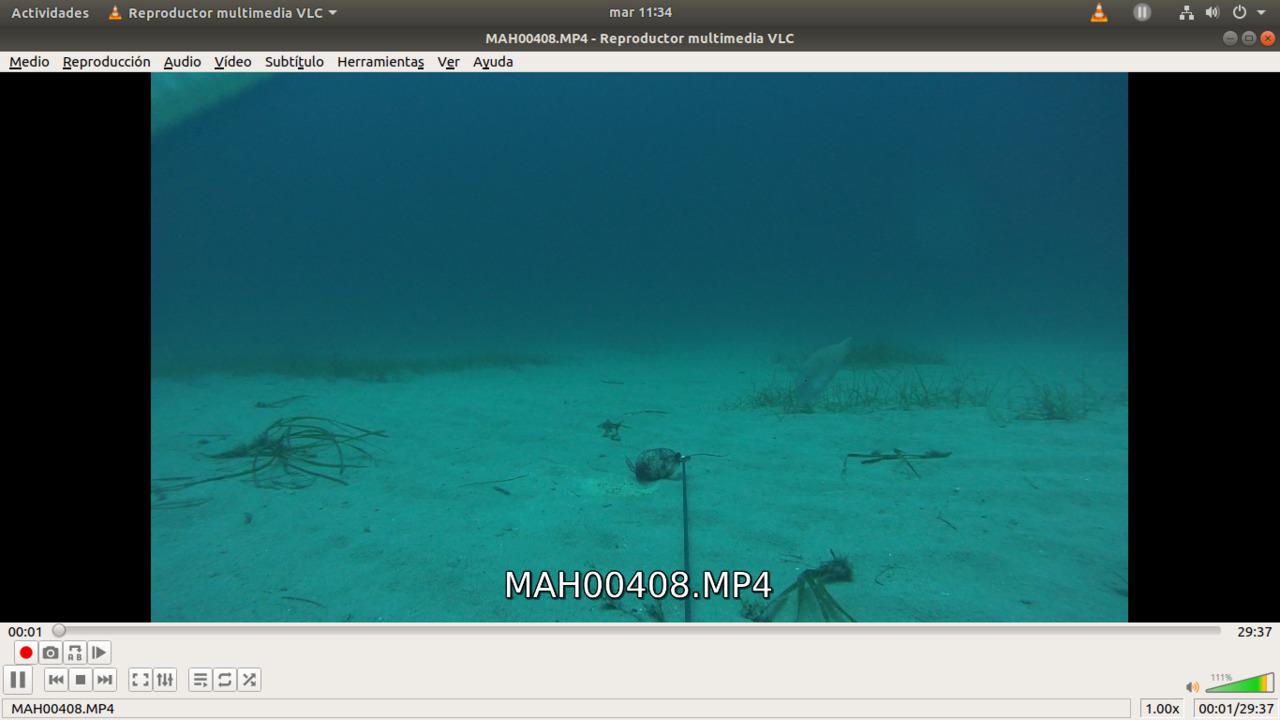 Actividades Reproductor multimedia VLC mar 11:34
MAH00408.MP4 - Reproductor multimedia VLC
Medio Reproducción Audio Vídeo Subtítulo Herramientas Ver Ayuda
MAH00408.MP4
00:01 29:37
A B
111%
MAH00408.MP4 1.00x 00:01/29:37